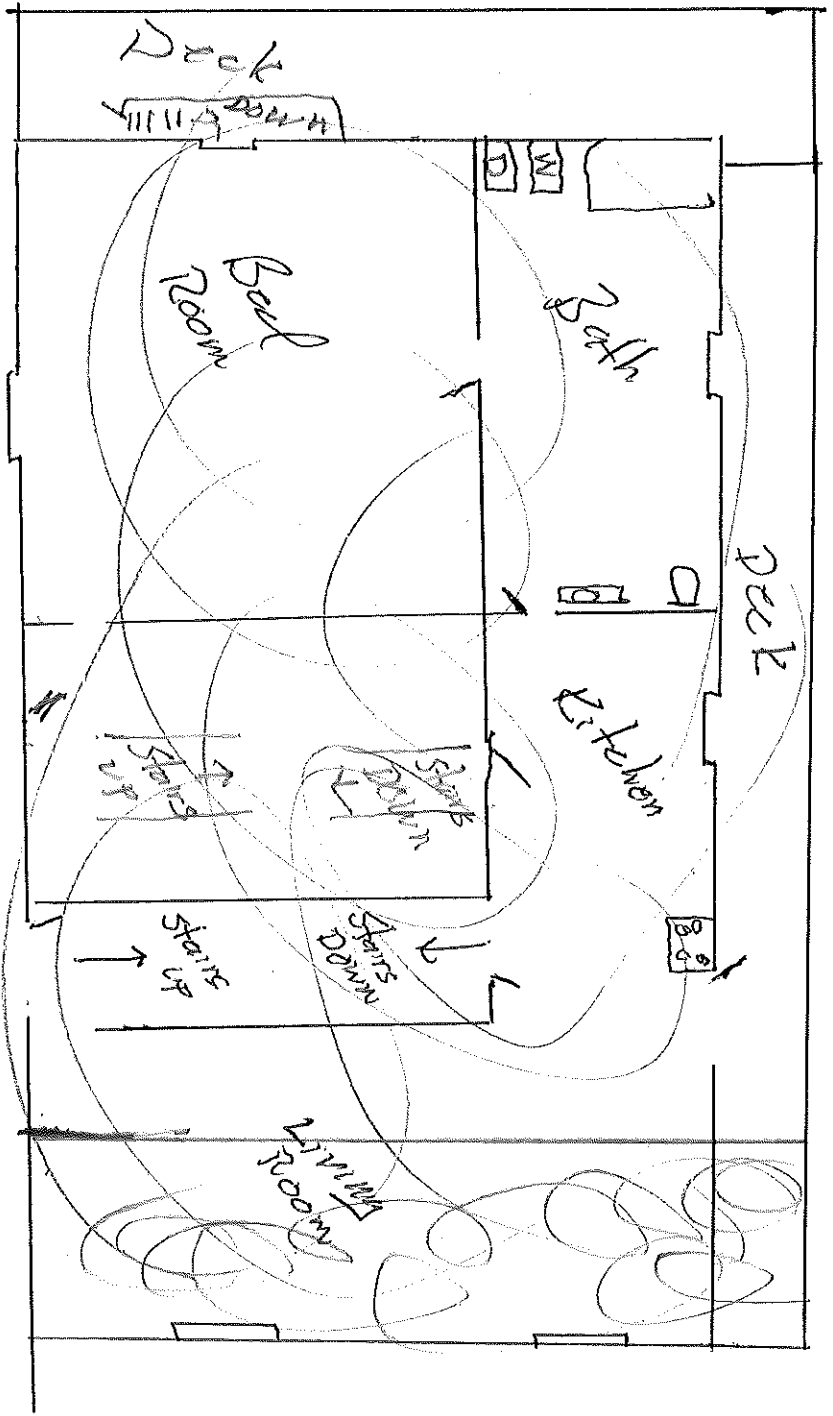 Deck
DOWN
D
W
Bed
Room
Bath
Deck
Kitchen
Stairs
UP
Stairs
Down
Stairs
UP
Stairs
DOWN
Living
Room